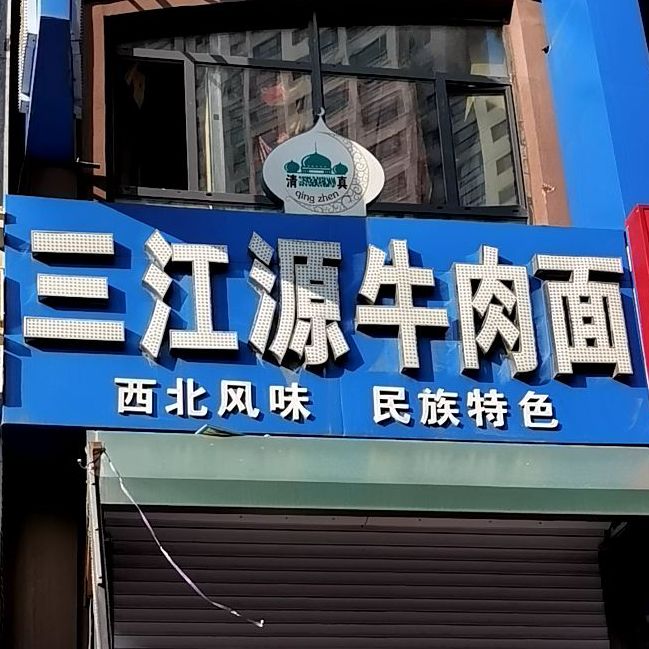 清真
qing zhen
三江源牛肉面
西北风味 民族特色